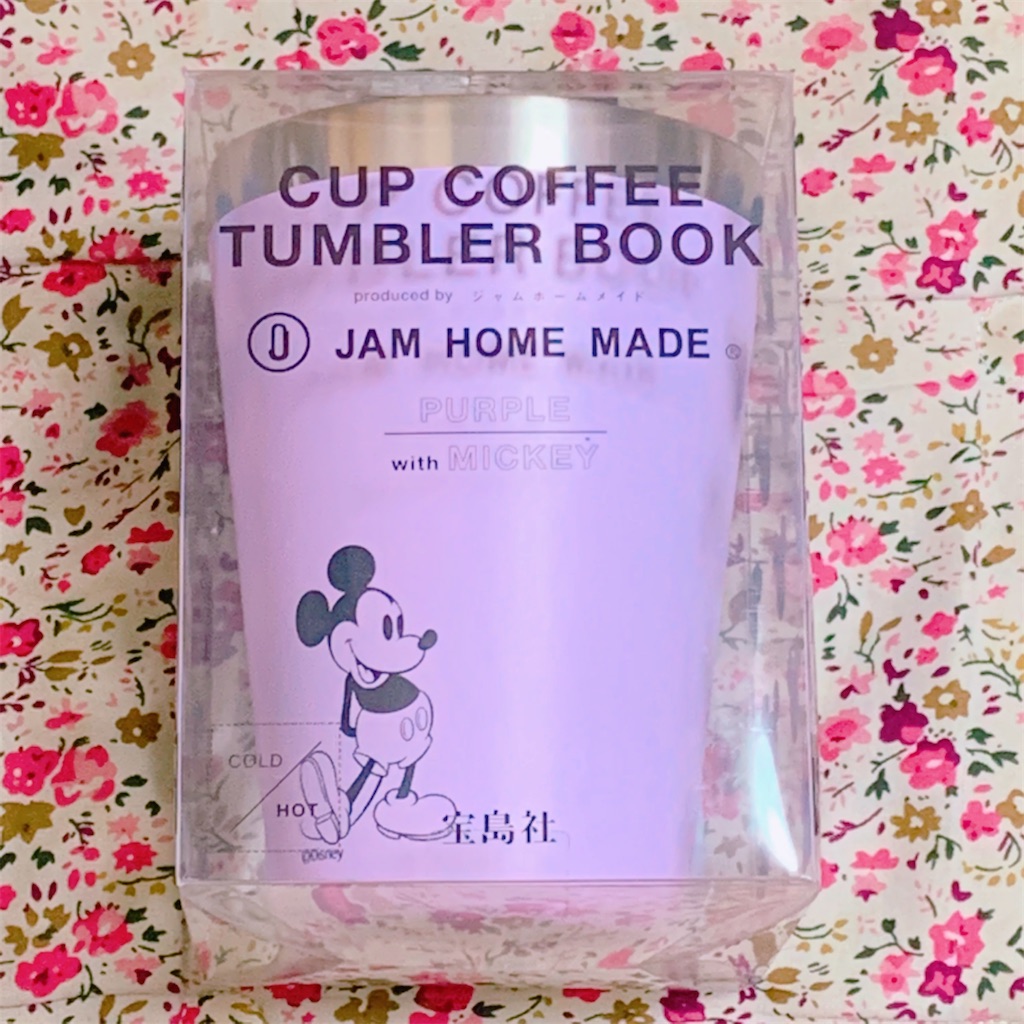 CUP COFFEE
TUMBLER BOOK
produced by ジャムホームメイド
JAM HOME MADE ®
PURPLE
with MICKEY
COLD
HOT
©Disney
宝島社